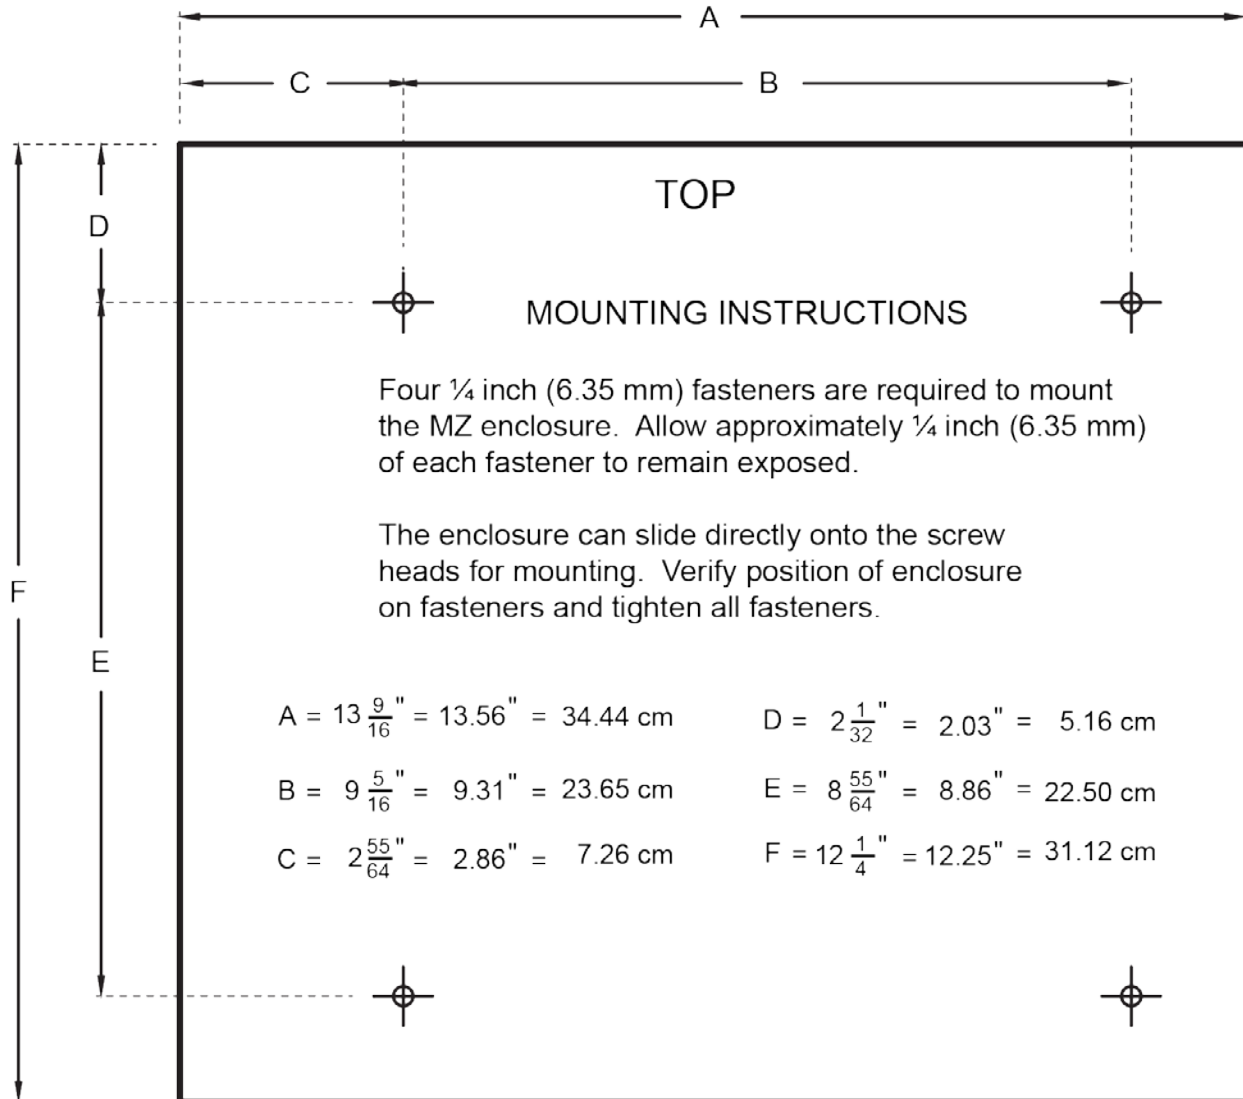 A
C
B
D
TOP
MOUNTING INSTRUCTIONS
Four ¼ inch (6.35 mm) fasteners are required to mount
the MZ enclosure.  Allow approximately ¼ inch (6.35 mm)
of each fastener to remain exposed.
The enclosure can slide directly onto the screw
heads for mounting.  Verify position of enclosure
on fasteners and tighten all fasteners.
F
E
A = 13 9/16" = 13.56" = 34.44 cm
D = 2 1/32" = 2.03" = 5.16 cm
B = 9 5/16" = 9.31" = 23.65 cm
E = 8 55/64" = 8.86" = 22.50 cm
C = 2 55/64" = 2.86" = 7.26 cm
F = 12 1/4" = 12.25" = 31.12 cm